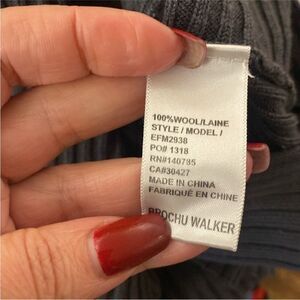 100%WOOL/LAINE
STYLE / MODEL /
EFM2938
PO# 1318
RN#140785
CA#30427
MADE IN CHINA
FABRIQUÉ EN CHINE
BROCHU WALKER